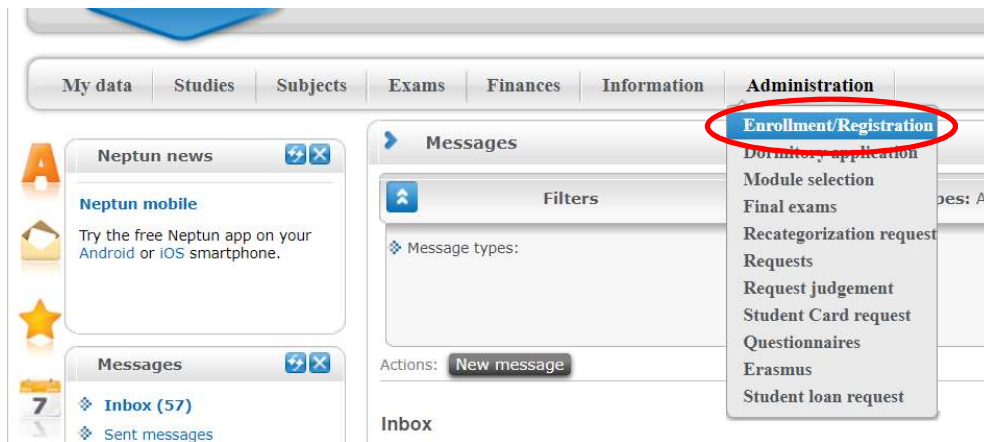 My data Studies Subjects Exams Finances Information Administration
Enrollment/Registration
Dormitory application
Module selection
Final exams
Recategorization request
Requests
Request judgement
Student Card request
Questionnaires
Erasmus
Student loan request
Neptun news
Neptun mobile
Try the free Neptun app on your
Android or iOS smartphone.
Messages
Inbox (57)
Sent messages
7
Messages
Filters
Message types:
Actions: New message
Inbox